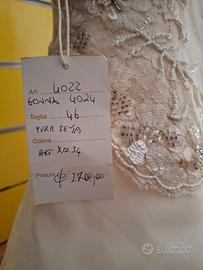 Art. 4022
GONNA 4024
Taglia 46
PURA SETA
Colore
Prezzo
subito